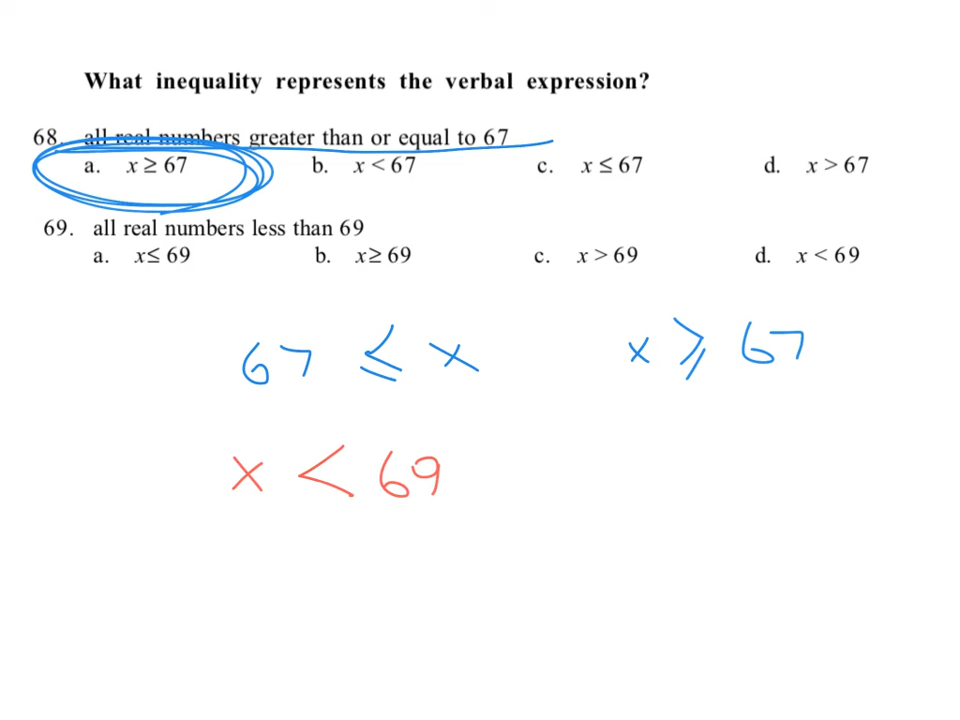 What inequality represents the verbal expression?
68. all real numbers greater than or equal to 67
a. x ≥ 67 b. x < 67 c. x ≤ 67 d. x > 67
69. all real numbers less than 69
a. x≤ 69 b. x≥ 69 c. x > 69 d. x < 69
67 ≤ x x ⩾ 67
x < 69